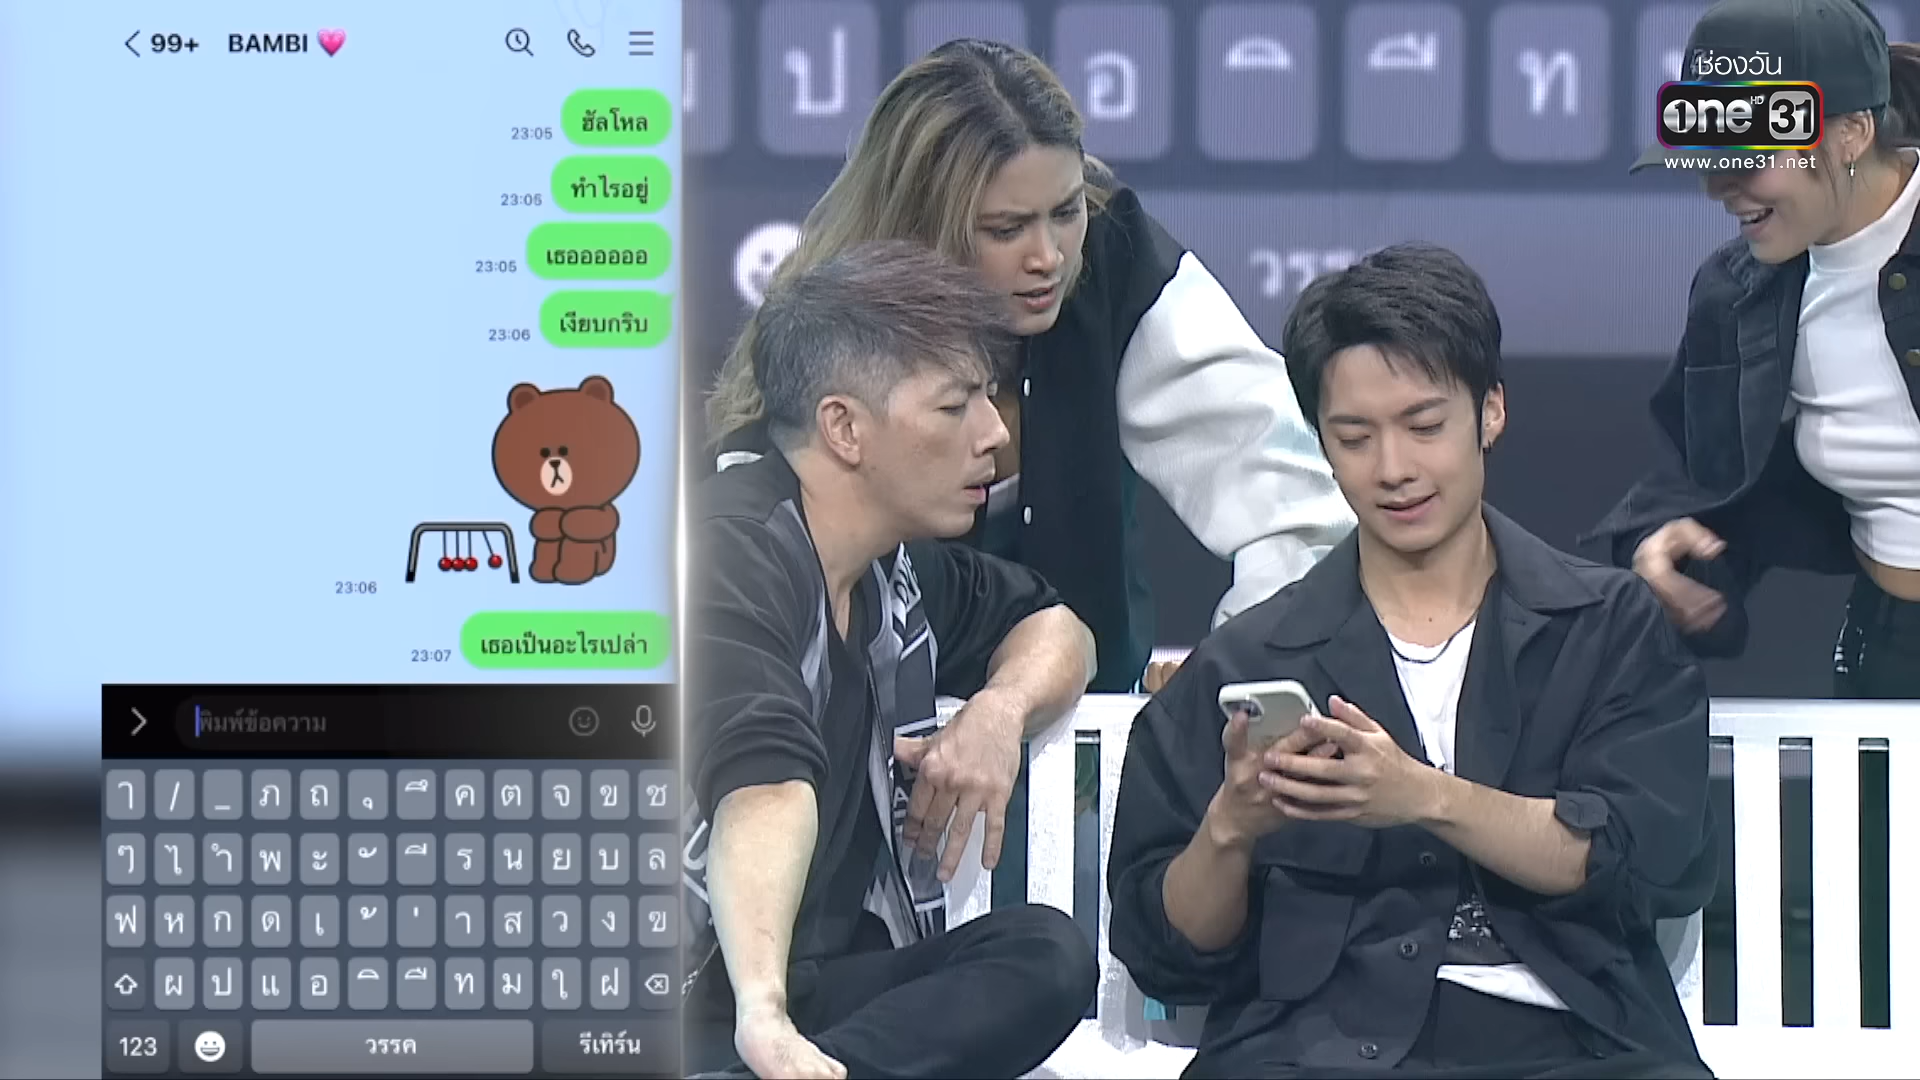 99+ BAMBI
ฮัลโหล
23:05
ทำไรอยู่
23:05
เธอออออออ
23:05
เงียบกริบ
23:06
23:06
เธอเป็นอะไรเปล่า
23:07
พิมพ์ข้อความ
ๅ / _ ภ ถ ุ ึ ค ต จ ข ช
ๆ ไ ำ พ ะ ั ี ร น ย บ ล
ฟ ห ก ด เ ้ ่ า ส ว ง ข
ผ ป แ อ ิ ื ท ม ใ ฝ
123 วรรค รีเทิร์น
ป อ ิ ื ท
ช่องวัน
one HD 31
www.one31.net